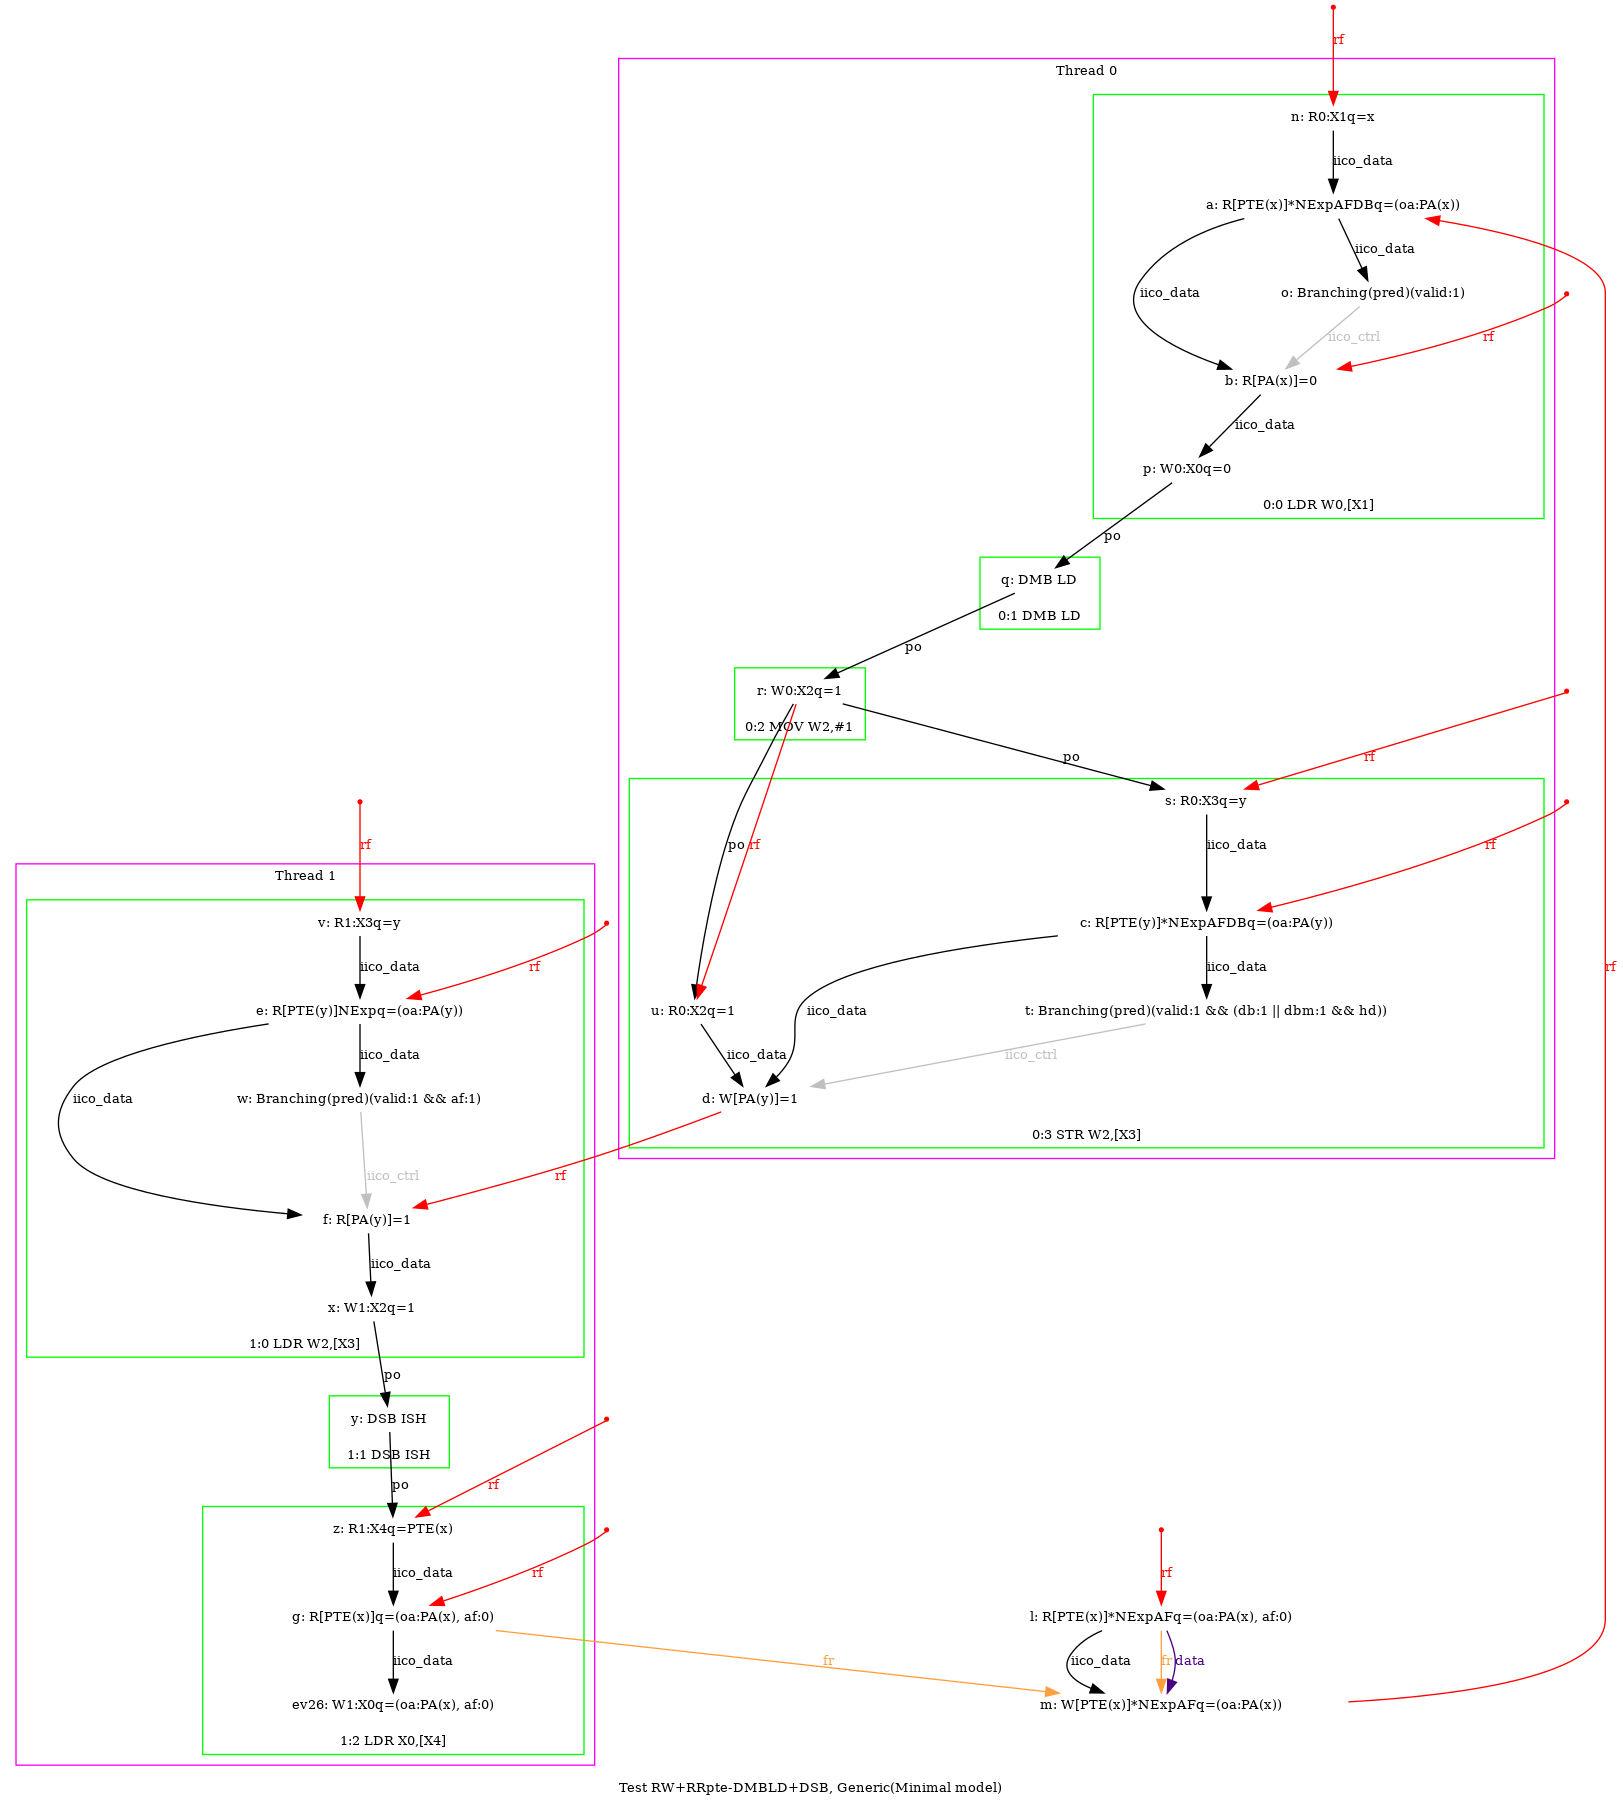 rf
Thread 0
n: R0:X1q=x
iico_data
a: R[PTE(x)]*NExpAFDBq=(oa:PA(x))
iico_data
iico_data
o: Branching(pred)(valid:1)
iico_ctrl
rf
b: R[PA(x)]=0
iico_data
p: W0:X0q=0
0:0 LDR W0,[X1]
po
q: DMB LD
0:1 DMB LD
po
r: W0:X2q=1
0:2 MOV W2,#1
po
rf
s: R0:X3q=y
po
rf
iico_data
rf
c: R[PTE(y)]*NExpAFDBq=(oa:PA(y))
iico_data
iico_data
u: R0:X2q=1
t: Branching(pred)(valid:1 && (db:1 || dbm:1 && hd))
iico_data
iico_ctrl
d: W[PA(y)]=1
0:3 STR W2,[X3]
rf
rf
Thread 1
v: R1:X3q=y
iico_data
rf
e: R[PTE(y)]NExpq=(oa:PA(y))
iico_data
iico_data
w: Branching(pred)(valid:1 && af:1)
iico_ctrl
rf
f: R[PA(y)]=1
iico_data
x: W1:X2q=1
1:0 LDR W2,[X3]
po
y: DSB ISH
1:1 DSB ISH
po
rf
z: R1:X4q=PTE(x)
iico_data
rf
g: R[PTE(x)]q=(oa:PA(x), af:0)
iico_data
fr
ev26: W1:X0q=(oa:PA(x), af:0)
1:2 LDR X0,[X4]
rf
l: R[PTE(x)]*NExpAFq=(oa:PA(x), af:0)
iico_data
fr
data
m: W[PTE(x)]*NExpAFq=(oa:PA(x))
Test RW+RRpte-DMBLD+DSB, Generic(Minimal model)